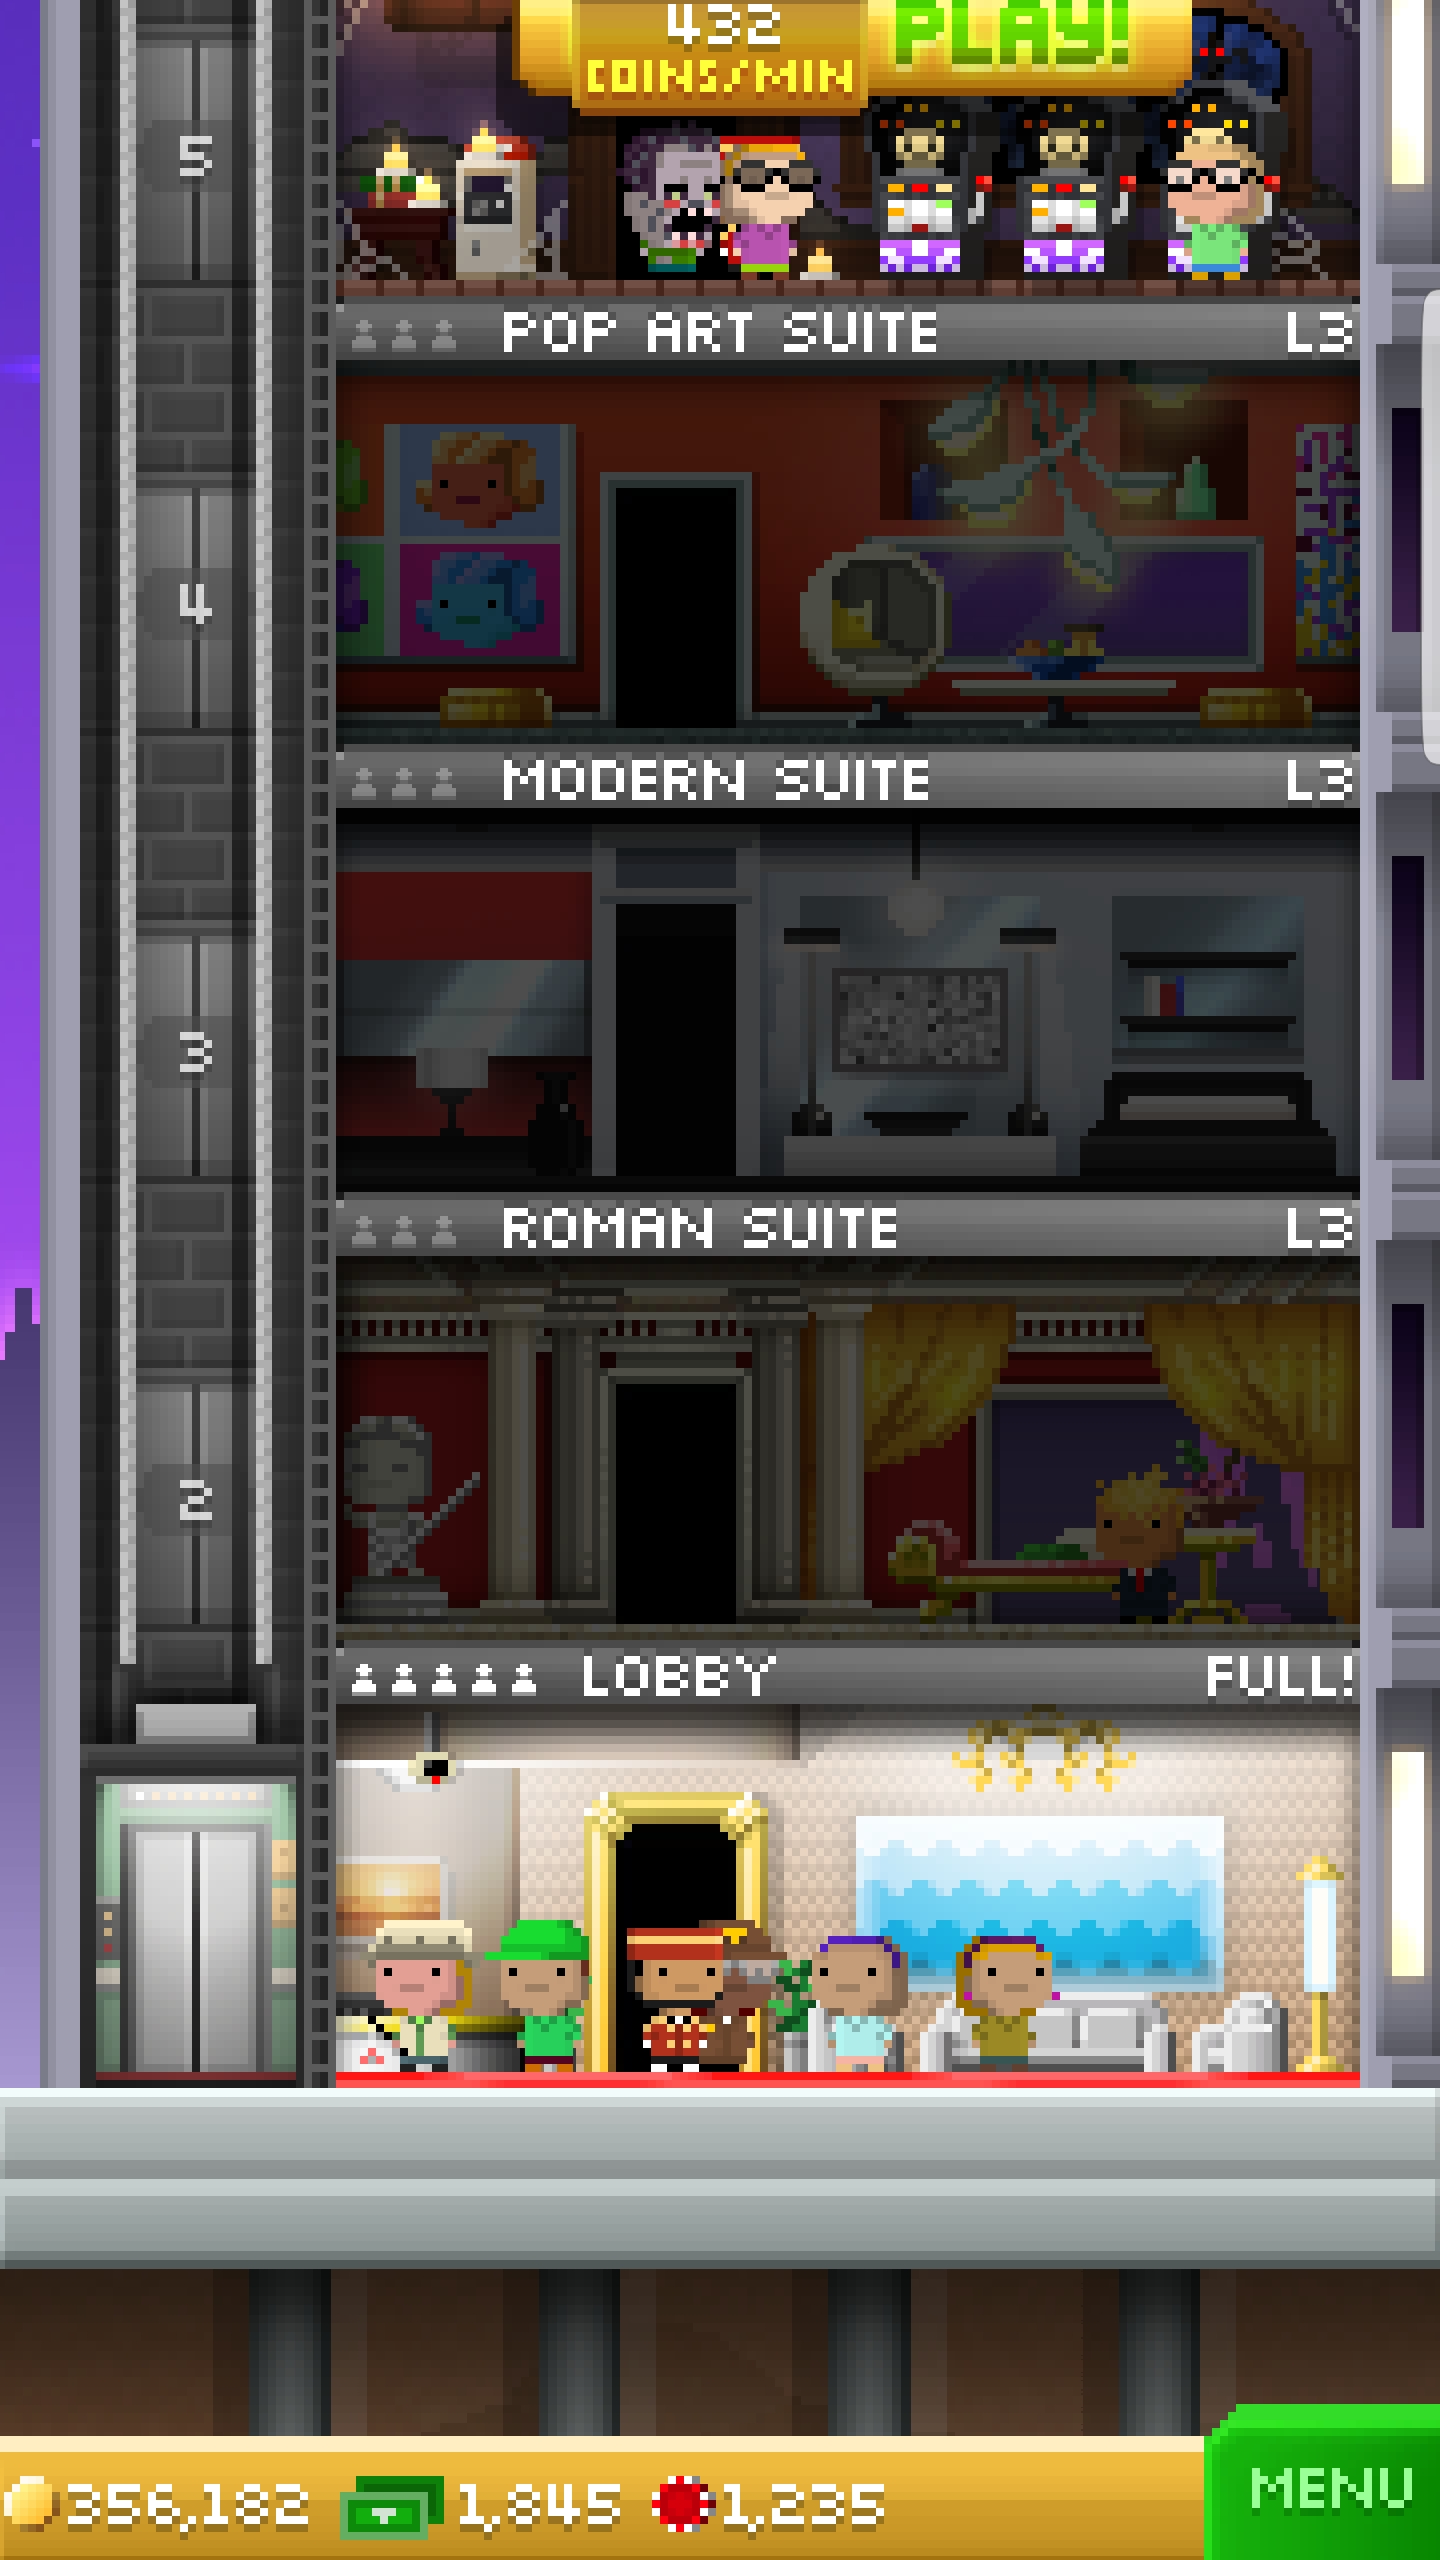 432
COINS/MIN
PLAY!
5
POP ART SUITE L3
4
MODERN SUITE L3
3
ROMAN SUITE L3
2
LOBBY FULL!
356,182 1,845 1,235
MENU